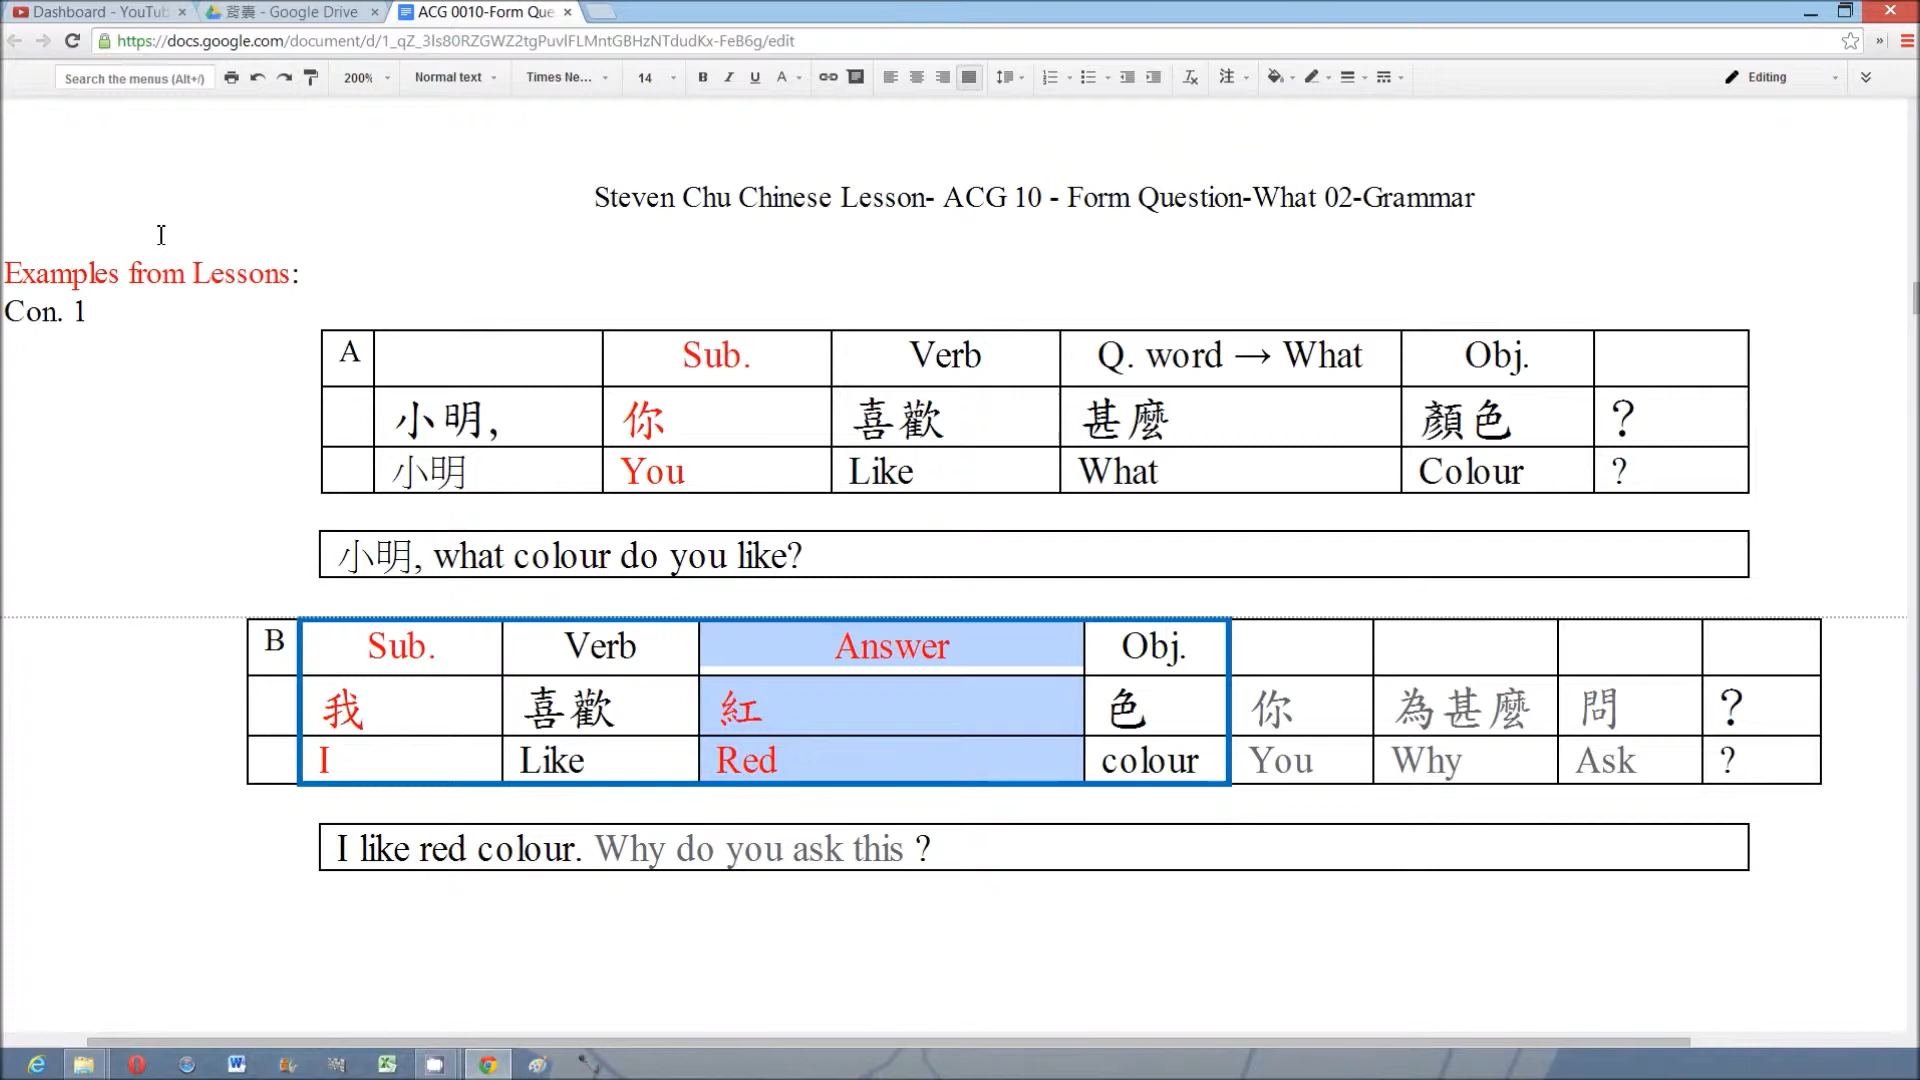 Dashboard - YouTub
背囊 - Google Drive
ACG 0010-Form Que
https://docs.google.com/document/d/1_qZ_3ls80RZGWZ2tgPuvlFLMntGBHzNTdudKx-FeB6g/edit
Search the menus (Alt+/)
200%
Normal text
Times Ne...
14
B I U A
注
Editing
Steven Chu Chinese Lesson- ACG 10 - Form Question-What 02-Grammar
Examples from Lessons:
Con. 1
A Sub. Verb Q. word → What Obj.
小明, 你 喜歡 甚麼 顏色 ?
小明 You Like What Colour ?
小明, what colour do you like?
B Sub. Verb Answer Obj.
我 喜歡 紅 色 你 為甚麼 問 ?
I Like Red colour You Why Ask ?
I like red colour. Why do you ask this ?